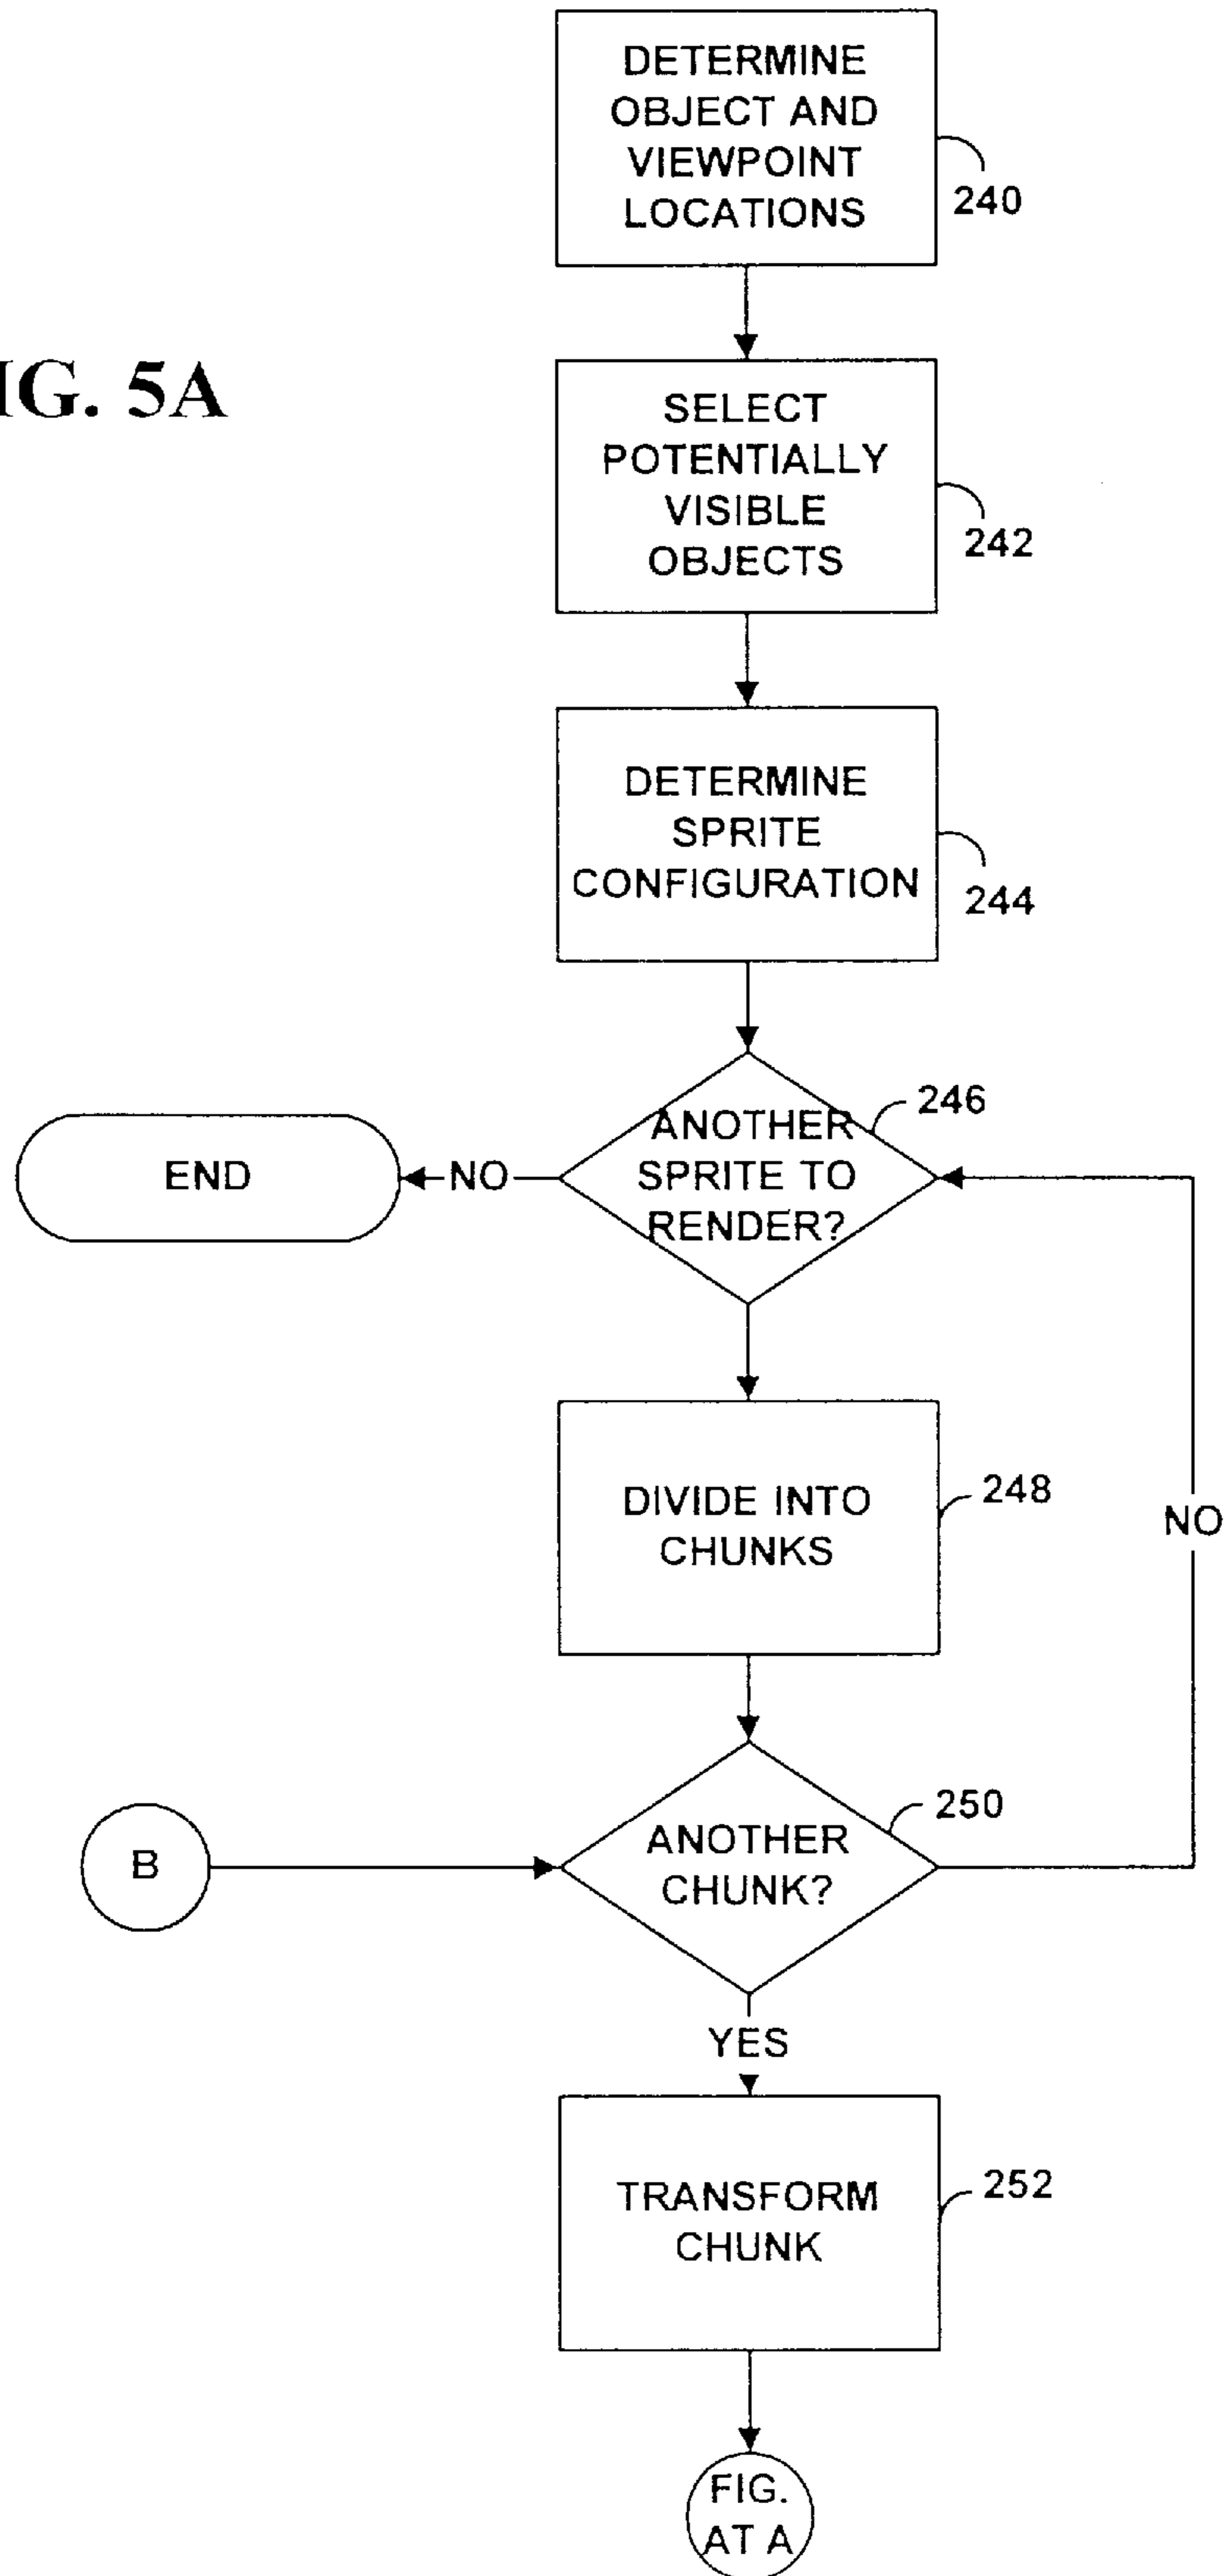 DETERMINE
OBJECT AND
VIEWPOINT
LOCATIONS
240
IG. 5A
SELECT
POTENTIALLY
VISIBLE
OBJECTS
242
DETERMINE
SPRITE
CONFIGURATION
244
246
ANOTHER
SPRITE TO
RENDER?
NO
END
DIVIDE INTO
CHUNKS
248
NO
250
ANOTHER
CHUNK?
B
YES
TRANSFORM
CHUNK
252
FIG.
AT A